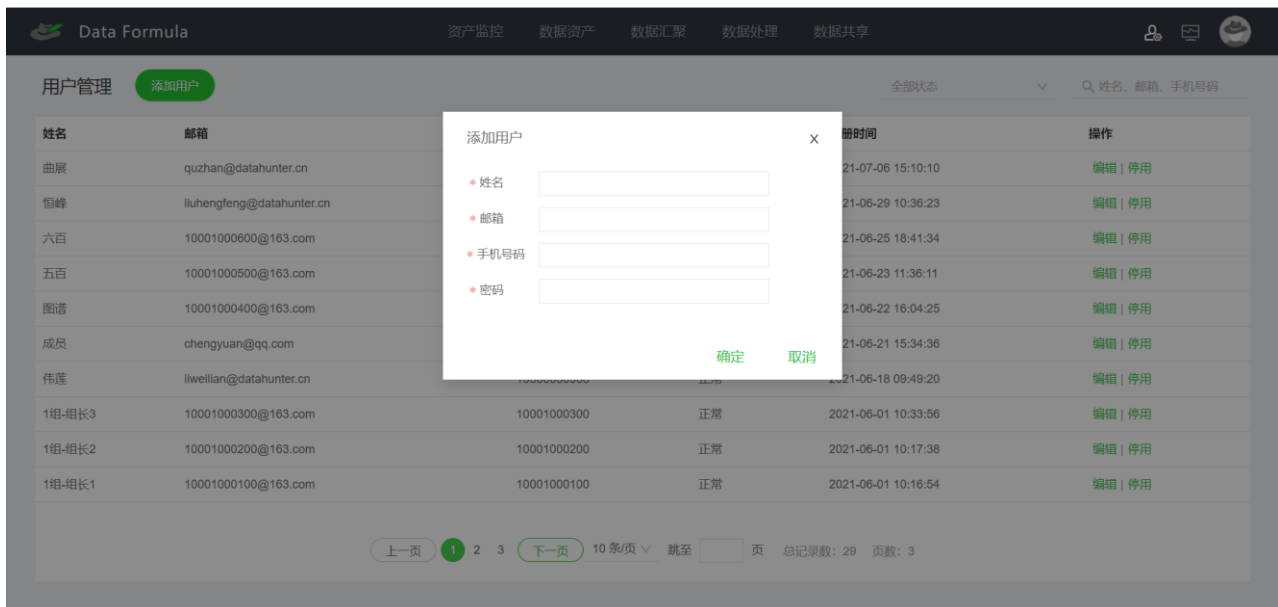 Data Formula 资产监控 数据资产 数据汇聚 数据处理 数据共享
用户管理 添加用户 全部状态 姓名、邮箱、手机号码
姓名 邮箱 册时间 操作
曲展 quzhan@datahunter.cn 21-07-06 15:10:10 编辑 | 停用
恒峰 liuhengfeng@datahunter.cn 21-06-29 10:36:23 编辑 | 停用
六百 10001000600@163.com 21-06-25 18:41:34 编辑 | 停用
五百 10001000500@163.com 21-06-23 11:36:11 编辑 | 停用
图谱 10001000400@163.com 21-06-22 16:04:25 编辑 | 停用
成员 chengyuan@qq.com 21-06-21 15:34:36 编辑 | 停用
伟莲 liweilian@datahunter.cn 正常 2021-06-18 09:49:20 编辑 | 停用
1组-组长3 10001000300@163.com 10001000300 正常 2021-06-01 10:33:56 编辑 | 停用
1组-组长2 10001000200@163.com 10001000200 正常 2021-06-01 10:17:38 编辑 | 停用
1组-组长1 10001000100@163.com 10001000100 正常 2021-06-01 10:16:54 编辑 | 停用
添加用户 x
* 姓名
* 邮箱
* 手机号码
* 密码
确定 取消
上一页 1 2 3 下一页 10 条/页 跳至 页 总记录数：29 页数：3